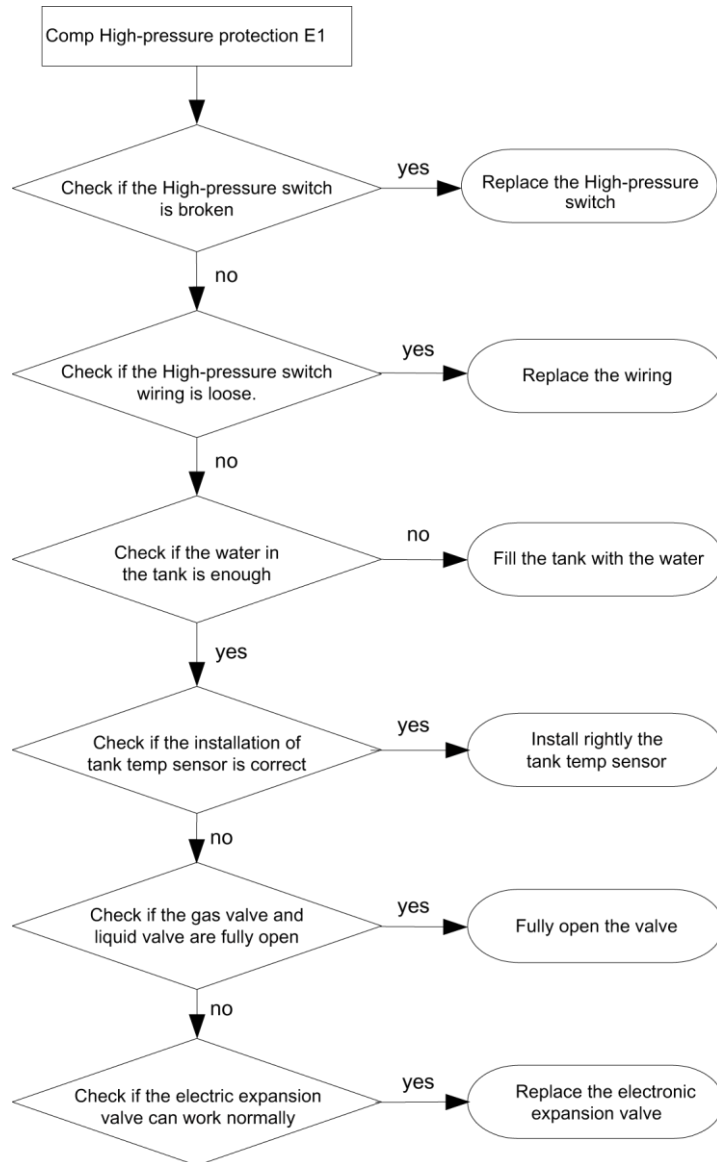 Comp High-pressure protection E1
Check if the High-pressure switch
is broken
yes
Replace the High-pressure
switch
no
Check if the High-pressure switch
wiring is loose.
yes
Replace the wiring
no
Check if the water in
the tank is enough
no
Fill the tank with the water
yes
Check if the installation of
tank temp sensor is correct
yes
Install rightly the
tank temp sensor
no
Check if the gas valve and
liquid valve are fully open
yes
Fully open the valve
no
Check if the electric expansion
valve can work normally
yes
Replace the electronic
expansion valve